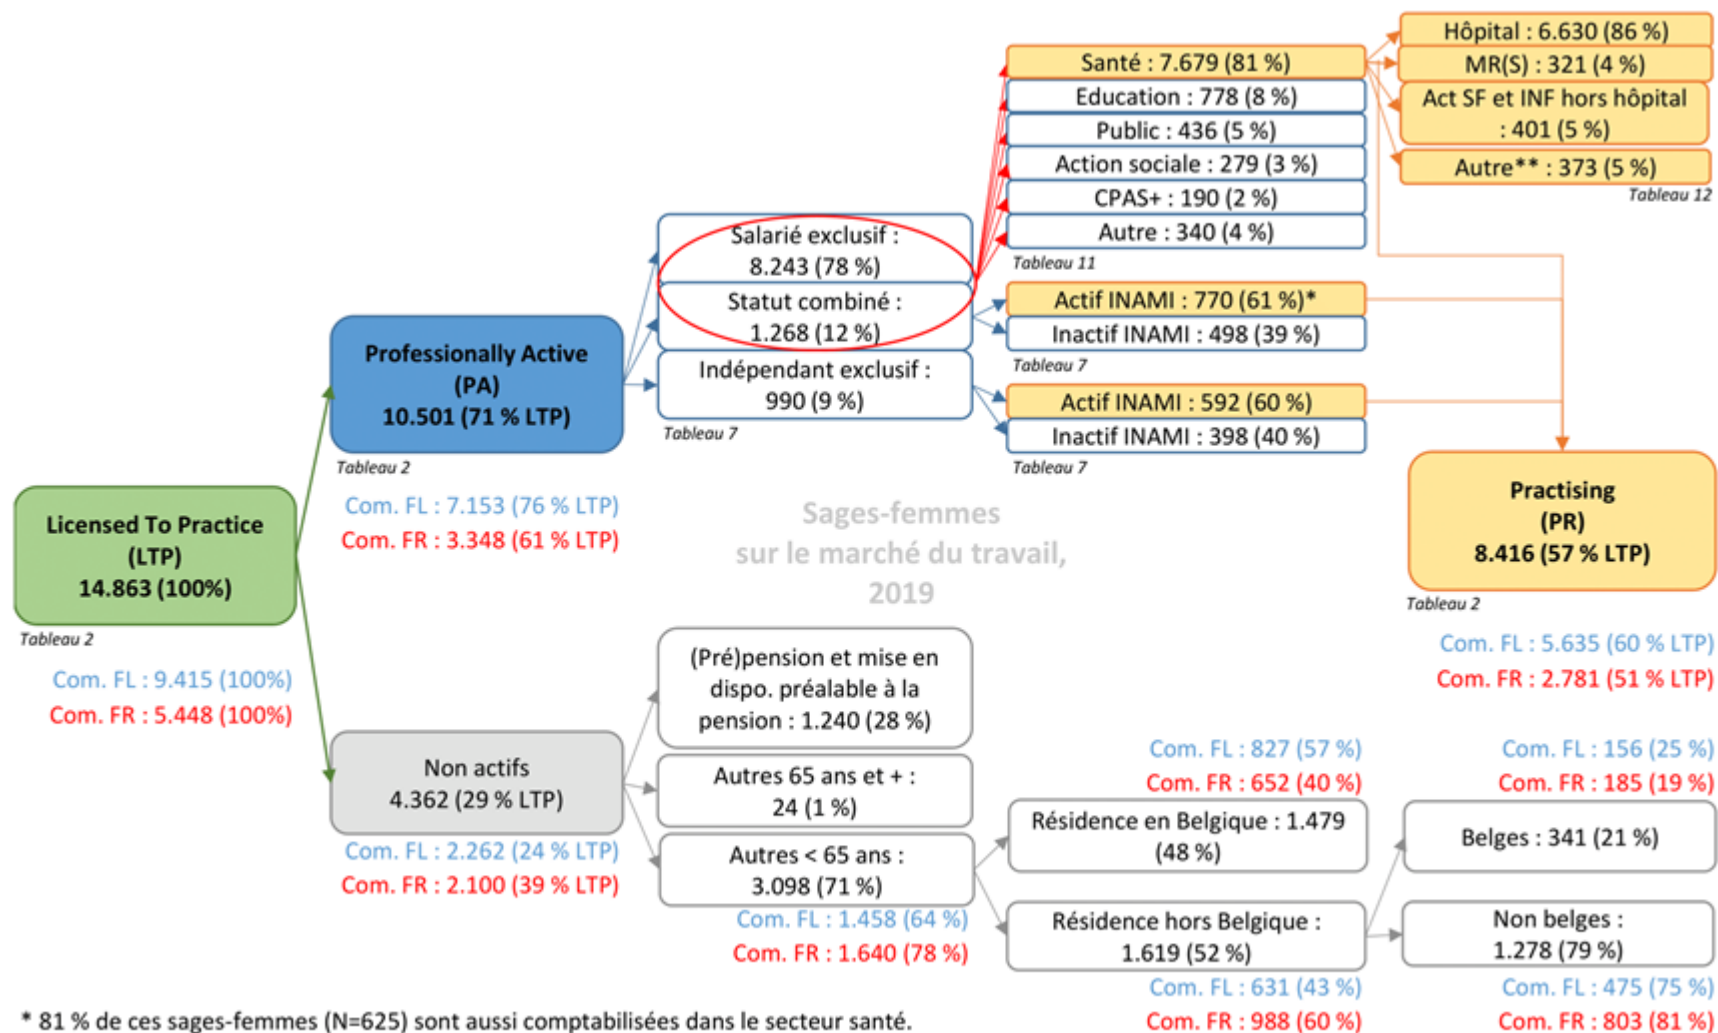 Hôpital : 6.630 (86 %)
MR(S) : 321 (4 %)
Act SF et INF hors hôpital
: 401 (5 %)
Autre** : 373 (5 %)
Tableau 12
Santé : 7.679 (81 %)
Education : 778 (8 %)
Public : 436 (5 %)
Action sociale : 279 (3 %)
CPAS+ : 190 (2 %)
Autre : 340 (4 %)
Tableau 11
Salarié exclusif :
8.243 (78 %)
Statut combiné :
1.268 (12 %)
Indépendant exclusif :
990 (9 %)
Tableau 7
Actif INAMI : 770 (61 %)*
Inactif INAMI : 498 (39 %)
Tableau 7
Actif INAMI : 592 (60 %)
Inactif INAMI : 398 (40 %)
Tableau 7
Professionally Active
(PA)
10.501 (71 % LTP)
Tableau 2
Com. FL : 7.153 (76 % LTP)
Com. FR : 3.348 (61 % LTP)
Licensed To Practice
(LTP)
14.863 (100%)
Tableau 2
Com. FL : 9.415 (100%)
Com. FR : 5.448 (100%)
Sages-femmes
sur le marché du travail,
2019
Practising
(PR)
8.416 (57 % LTP)
Tableau 2
Com. FL : 5.635 (60 % LTP)
Com. FR : 2.781 (51 % LTP)
Non actifs
4.362 (29 % LTP)
Com. FL : 2.262 (24 % LTP)
Com. FR : 2.100 (39 % LTP)
(Pré)pension et mise en
dispo. préalable à la
pension : 1.240 (28 %)
Autres 65 ans et + :
24 (1 %)
Autres < 65 ans :
3.098 (71 %)
Com. FL : 1.458 (64 %)
Com. FR : 1.640 (78 %)
Com. FL : 827 (57 %)
Com. FR : 652 (40 %)
Résidence en Belgique : 1.479
(48 %)
Résidence hors Belgique :
1.619 (52 %)
Com. FL : 631 (43 %)
Com. FR : 988 (60 %)
Com. FL : 156 (25 %)
Com. FR : 185 (19 %)
Belges : 341 (21 %)
Non belges :
1.278 (79 %)
Com. FL : 475 (75 %)
Com. FR : 803 (81 %)
* 81 % de ces sages-femmes (N=625) sont aussi comptabilisées dans le secteur santé.